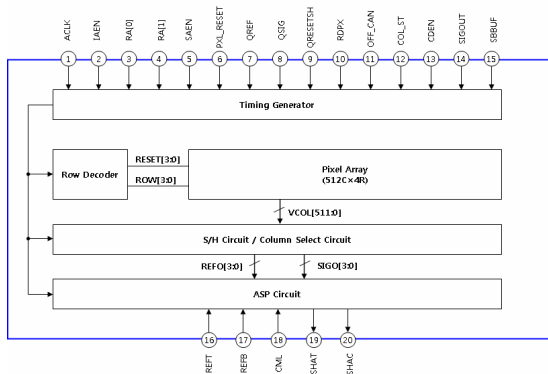 ACLK
IAEN
RA[0]
RA[1]
SAEN
PXL_RESET
QREF
QSIG
QRESETSH
RDPX
OFF_CAN
COL_ST
CDEN
SIGOUT
SBBUF
1 2 3 4 5 6 7 8 9 10 11 12 13 14 15
Timing Generator
Row Decoder
RESET[3:0]
ROW[3:0]
Pixel Array
(512C×4R)
VCOL[511:0]
S/H Circuit / Column Select Circuit
REFO[3:0]
SIGO[3:0]
ASP Circuit
16 17 18 19 20
REFT
REFB
CML
SHAT
SHAC